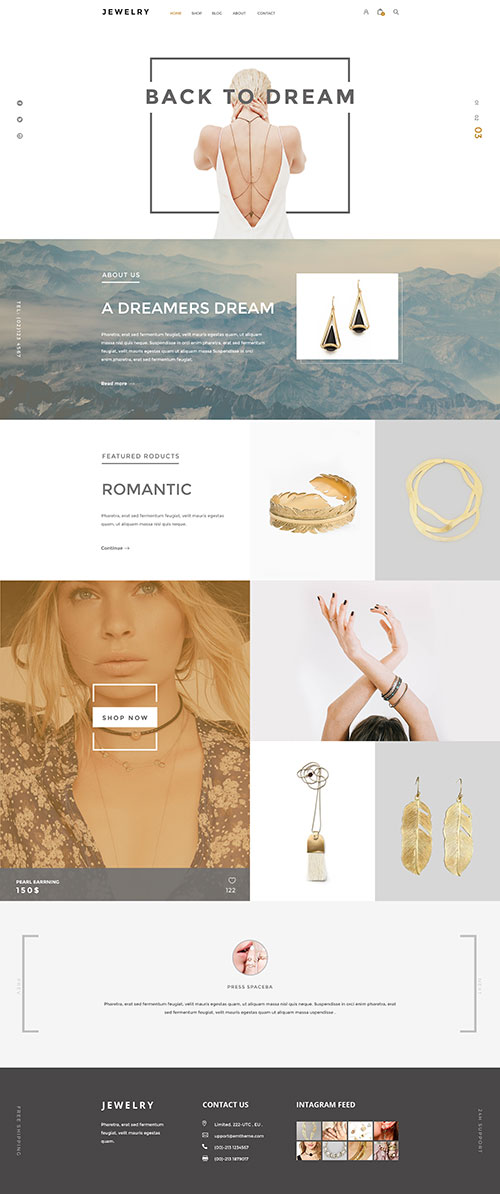 JEWELRY
HOME SHOP BLOG ABOUT CONTACT
BACK TO DREAM
01
02
03
ABOUT US
A DREAMERS DREAM
Pharetra, erat sed fermentum feugiat, velit mauris egestas quam, ut aliquam
massa nisl quis neque. Suspendisse in orci enim pharetra, erat sed fermentum
feugiat, velit mauris egestas quam ut aliquam massa Suspendisse in orci
enim pharetra, erat sed fermentum feugiat.
Read more
TEL: (02)123 4567
FEATURED RODUCTS
ROMANTIC
Pharetra, erat sed fermentum feugiat, velit mauris egestas
quam, ut aliquam massa nisl quis neque.
Continue
SHOP NOW
PEARL BARRNING
150$
122
PREV
NEXT
PRESS SPACEBA
Pharetra, erat sed fermentum feugiat, velit mauris egestas quam, ut aliquam massa nisl quis neque. Suspendisse in orci enim pharetra, erat
sed fermentum feugiat, velit mauris egestas quam ut aliquam massa uspendisse .
FREE SHIPPING
JEWELRY
Pharetra, erat sed fermentum
feugiat, velit mauris egestas
quam.
CONTACT US
Limited, 222-UTC , EU .
upport@emtheme.com
(00)-213 1234567
(00)-213 1879017
INTAGRAM FEED
24H SUPPORT